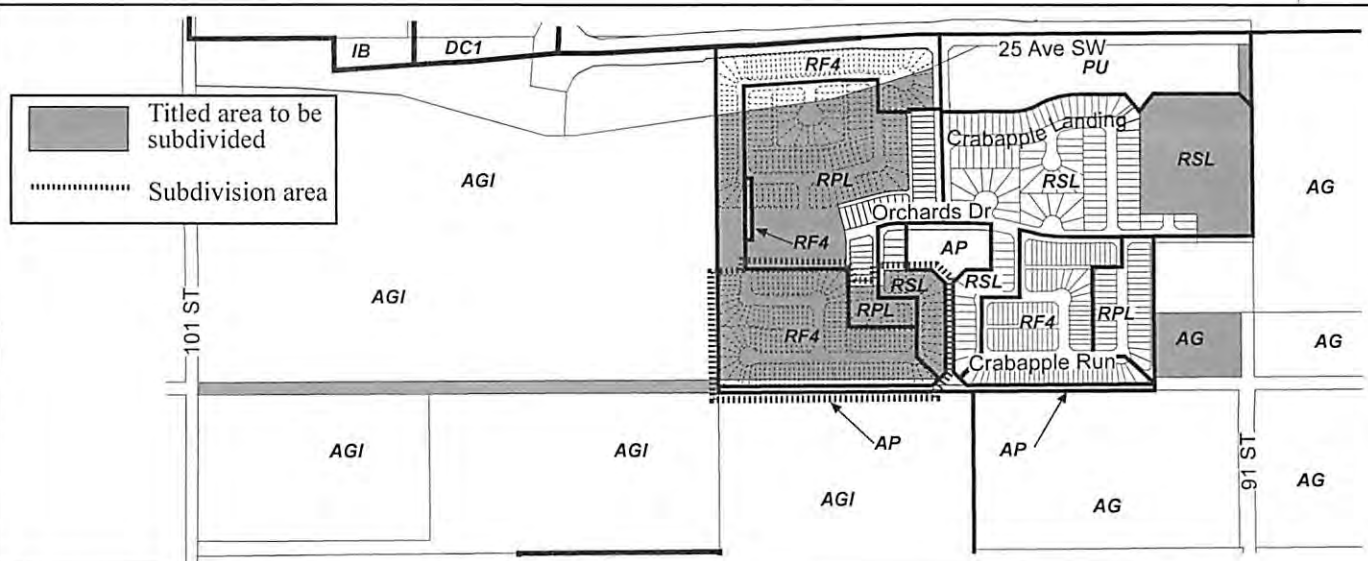 IB
DC1
RF4
25 Ave SW
PU
Titled area to be
subdivided
Subdivision area
Crabapple Landing
AGI
RPL
RSL
RSL
AG
Orchards Dr
RF4
AP
101 ST
AGI
RSL
RSL
RPL
RF4
RF4
RPL
AG
AG
Crabapple Run
AGI
AGI
AP
AP
91 ST
AGI
AG
AG